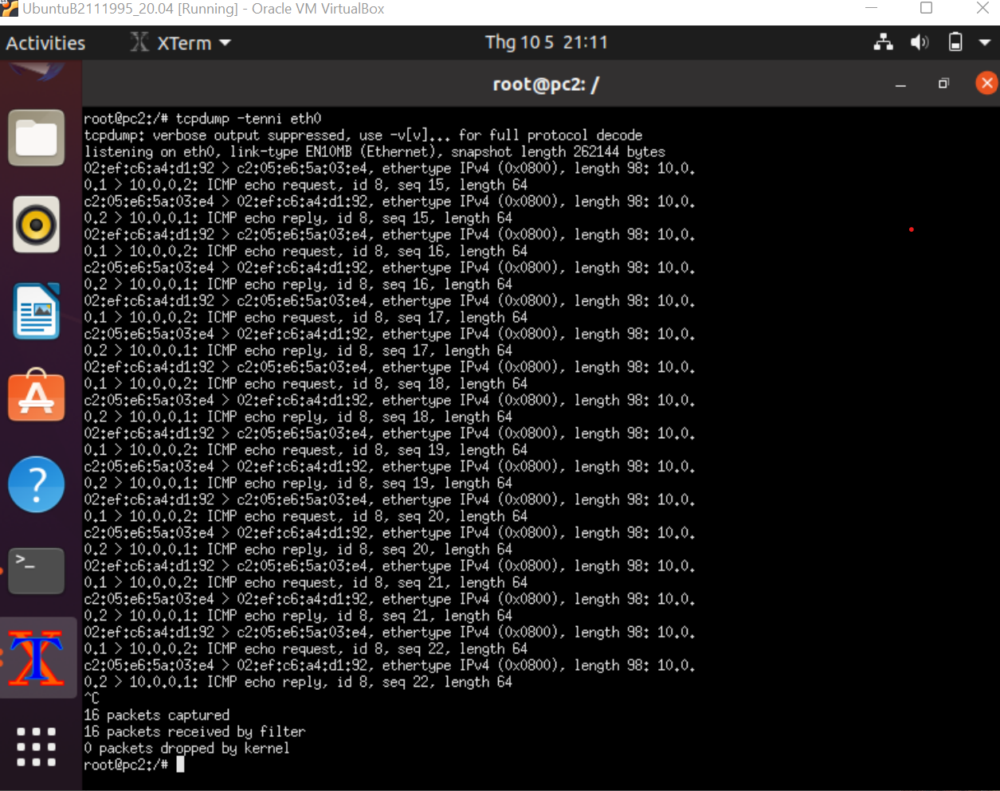 UbuntuB2111995_20.04 [Running] - Oracle VM VirtualBox
Activities XTerm Thg 10 5 21:11
root@pc2: /
root@pc2:/# tcpdump -tenni eth0
tcpdump: verbose output suppressed, use -v[v]... for full protocol decode
listening on eth0, link-type EN10MB (Ethernet), snapshot length 262144 bytes
02:ef:c6:a4:d1:92 > c2:05:e6:5a:03:e4, ethertype IPv4 (0x0800), length 98: 10.0.
0.1 > 10.0.0.2: ICMP echo request, id 8, seq 15, length 64
c2:05:e6:5a:03:e4 > 02:ef:c6:a4:d1:92, ethertype IPv4 (0x0800), length 98: 10.0.
0.2 > 10.0.0.1: ICMP echo reply, id 8, seq 15, length 64
02:ef:c6:a4:d1:92 > c2:05:e6:5a:03:e4, ethertype IPv4 (0x0800), length 98: 10.0.
0.1 > 10.0.0.2: ICMP echo request, id 8, seq 16, length 64
c2:05:e6:5a:03:e4 > 02:ef:c6:a4:d1:92, ethertype IPv4 (0x0800), length 98: 10.0.
0.2 > 10.0.0.1: ICMP echo reply, id 8, seq 16, length 64
02:ef:c6:a4:d1:92 > c2:05:e6:5a:03:e4, ethertype IPv4 (0x0800), length 98: 10.0.
0.1 > 10.0.0.2: ICMP echo request, id 8, seq 17, length 64
c2:05:e6:5a:03:e4 > 02:ef:c6:a4:d1:92, ethertype IPv4 (0x0800), length 98: 10.0.
0.2 > 10.0.0.1: ICMP echo reply, id 8, seq 17, length 64
02:ef:c6:a4:d1:92 > c2:05:e6:5a:03:e4, ethertype IPv4 (0x0800), length 98: 10.0.
0.1 > 10.0.0.2: ICMP echo request, id 8, seq 18, length 64
c2:05:e6:5a:03:e4 > 02:ef:c6:a4:d1:92, ethertype IPv4 (0x0800), length 98: 10.0.
0.2 > 10.0.0.1: ICMP echo reply, id 8, seq 18, length 64
02:ef:c6:a4:d1:92 > c2:05:e6:5a:03:e4, ethertype IPv4 (0x0800), length 98: 10.0.
0.1 > 10.0.0.2: ICMP echo request, id 8, seq 19, length 64
c2:05:e6:5a:03:e4 > 02:ef:c6:a4:d1:92, ethertype IPv4 (0x0800), length 98: 10.0.
0.2 > 10.0.0.1: ICMP echo reply, id 8, seq 19, length 64
02:ef:c6:a4:d1:92 > c2:05:e6:5a:03:e4, ethertype IPv4 (0x0800), length 98: 10.0.
0.1 > 10.0.0.2: ICMP echo request, id 8, seq 20, length 64
c2:05:e6:5a:03:e4 > 02:ef:c6:a4:d1:92, ethertype IPv4 (0x0800), length 98: 10.0.
0.2 > 10.0.0.1: ICMP echo reply, id 8, seq 20, length 64
02:ef:c6:a4:d1:92 > c2:05:e6:5a:03:e4, ethertype IPv4 (0x0800), length 98: 10.0.
0.1 > 10.0.0.2: ICMP echo request, id 8, seq 21, length 64
c2:05:e6:5a:03:e4 > 02:ef:c6:a4:d1:92, ethertype IPv4 (0x0800), length 98: 10.0.
0.2 > 10.0.0.1: ICMP echo reply, id 8, seq 21, length 64
02:ef:c6:a4:d1:92 > c2:05:e6:5a:03:e4, ethertype IPv4 (0x0800), length 98: 10.0.
0.1 > 10.0.0.2: ICMP echo request, id 8, seq 22, length 64
c2:05:e6:5a:03:e4 > 02:ef:c6:a4:d1:92, ethertype IPv4 (0x0800), length 98: 10.0.
0.2 > 10.0.0.1: ICMP echo reply, id 8, seq 22, length 64
^C
16 packets captured
16 packets received by filter
0 packets dropped by kernel
root@pc2:/#